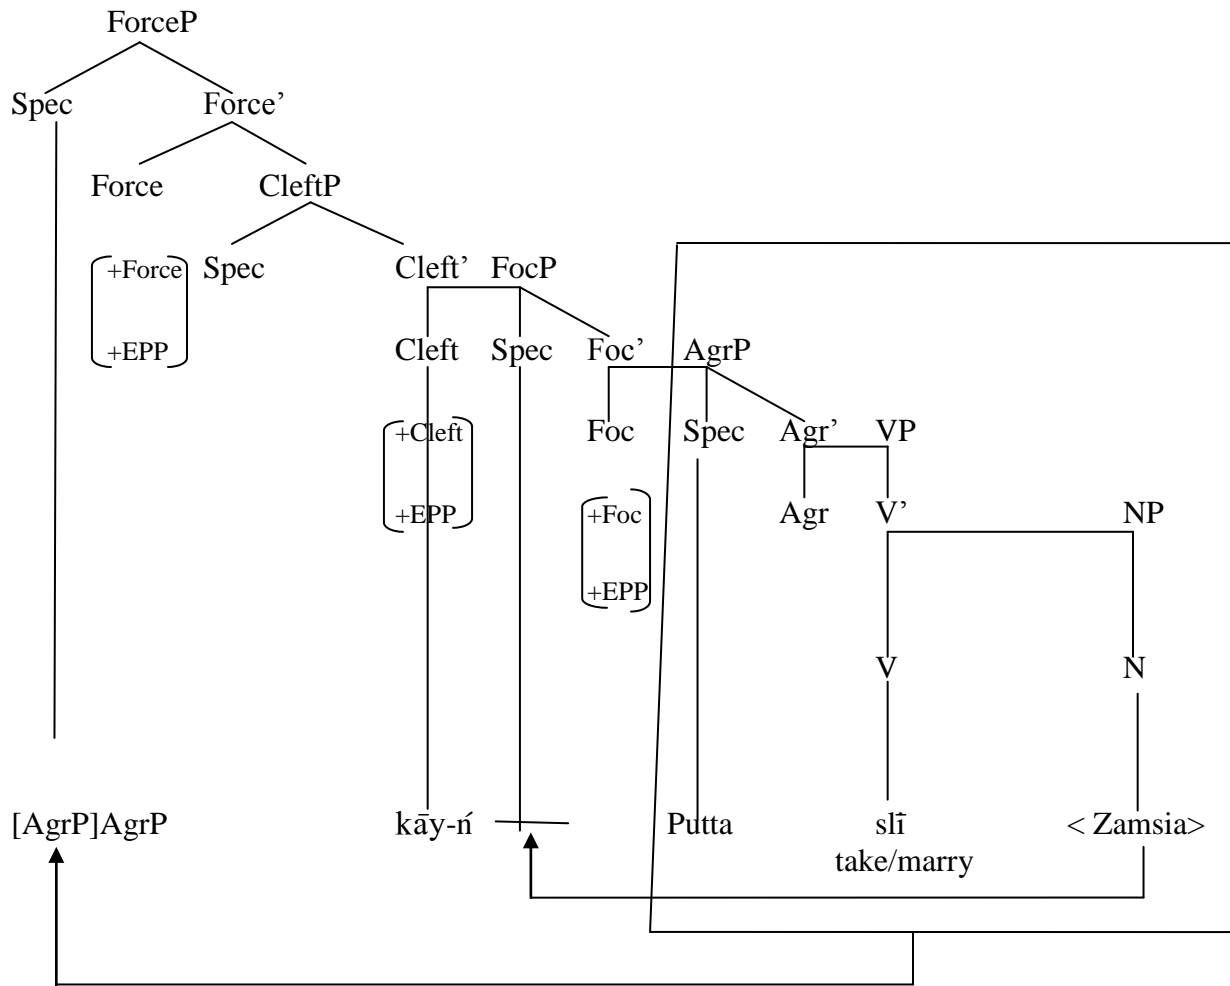 ForceP
Spec Force’
Force CleftP
+Force Spec Cleft’ FocP
+EPP Cleft Spec Foc’ AgrP
+Cleft Foc Spec Agr’ VP
+EPP +Foc Agr V’ NP
+EPP
V N
[AgrP]AgrP kāy-ń Putta slī < Zamsia>
take/marry